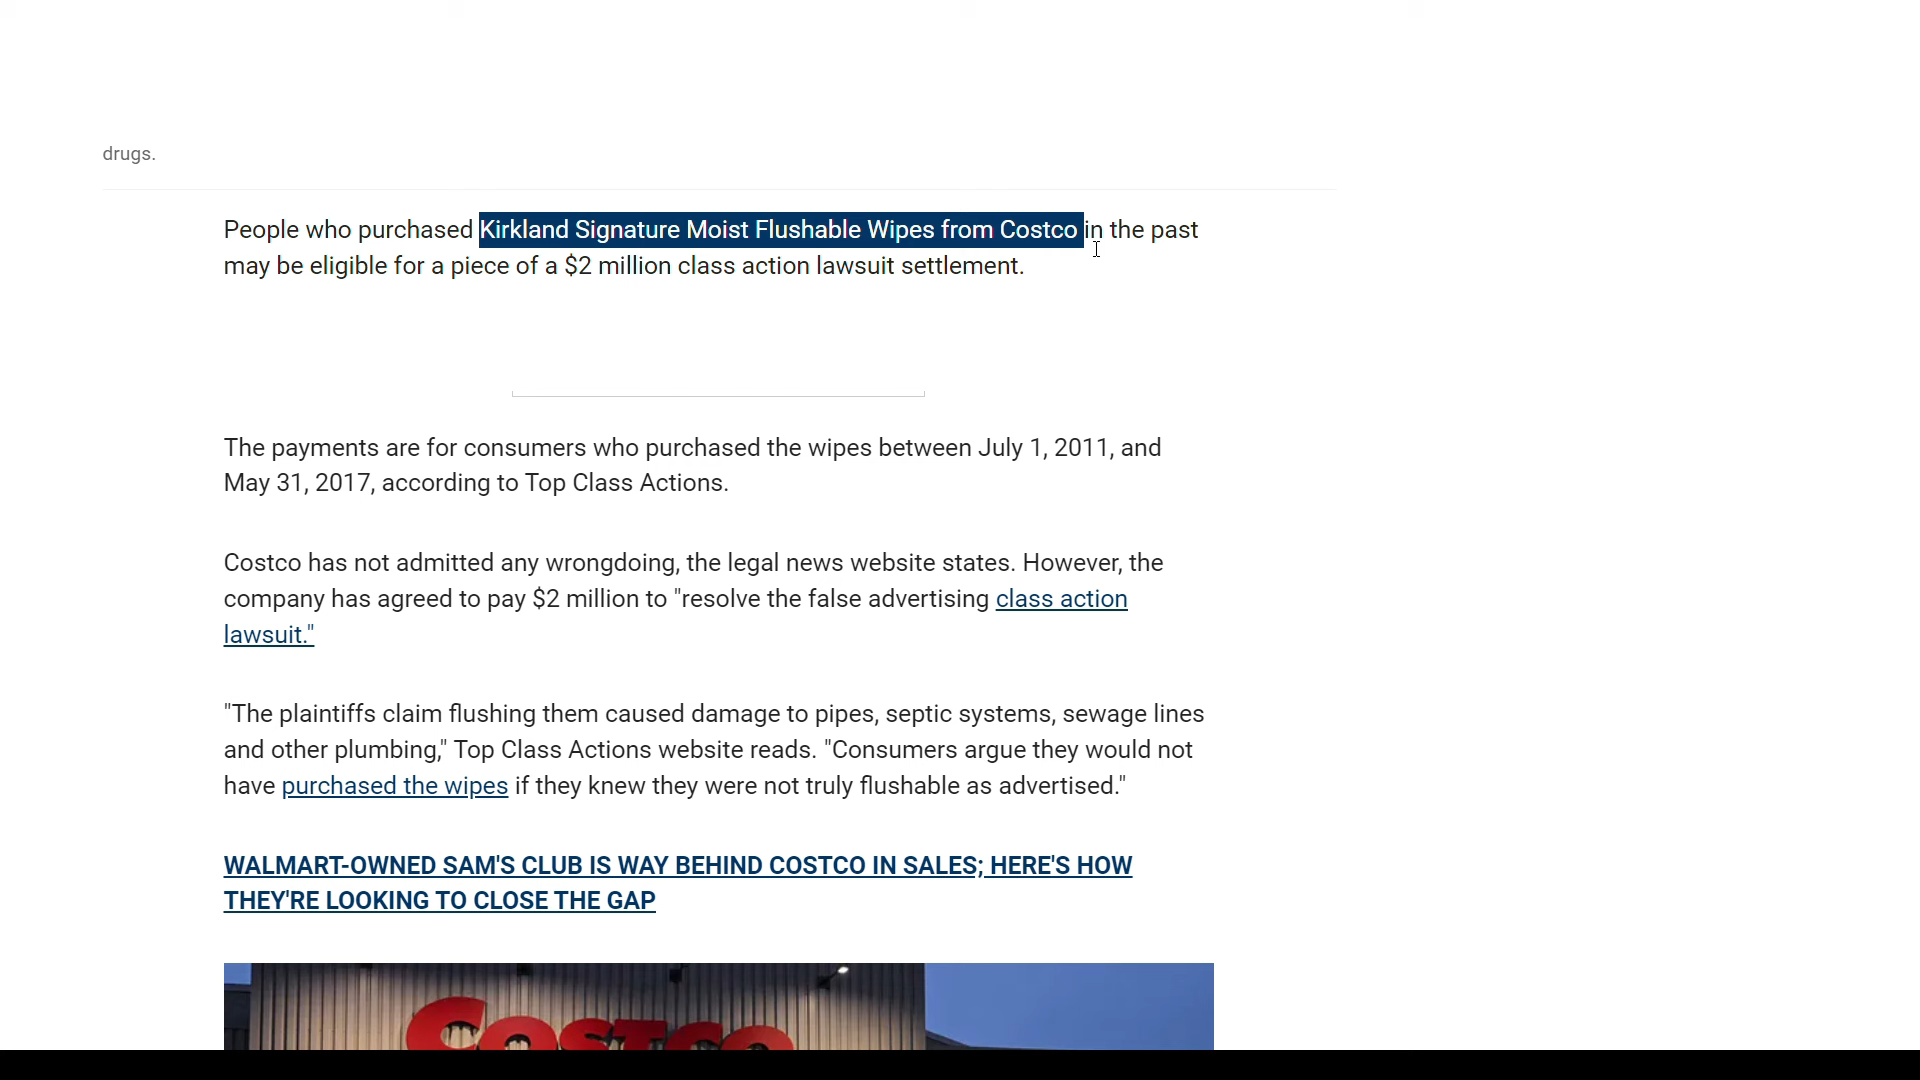 drugs.
People who purchased Kirkland Signature Moist Flushable Wipes from Costco in the past
may be eligible for a piece of a $2 million class action lawsuit settlement.
The payments are for consumers who purchased the wipes between July 1, 2011, and
May 31, 2017, according to Top Class Actions.
Costco has not admitted any wrongdoing, the legal news website states. However, the
company has agreed to pay $2 million to "resolve the false advertising class action
lawsuit."
"The plaintiffs claim flushing them caused damage to pipes, septic systems, sewage lines
and other plumbing," Top Class Actions website reads. "Consumers argue they would not
have purchased the wipes if they knew they were not truly flushable as advertised."
WALMART-OWNED SAM'S CLUB IS WAY BEHIND COSTCO IN SALES; HERE'S HOW
THEY'RE LOOKING TO CLOSE THE GAP
Costco